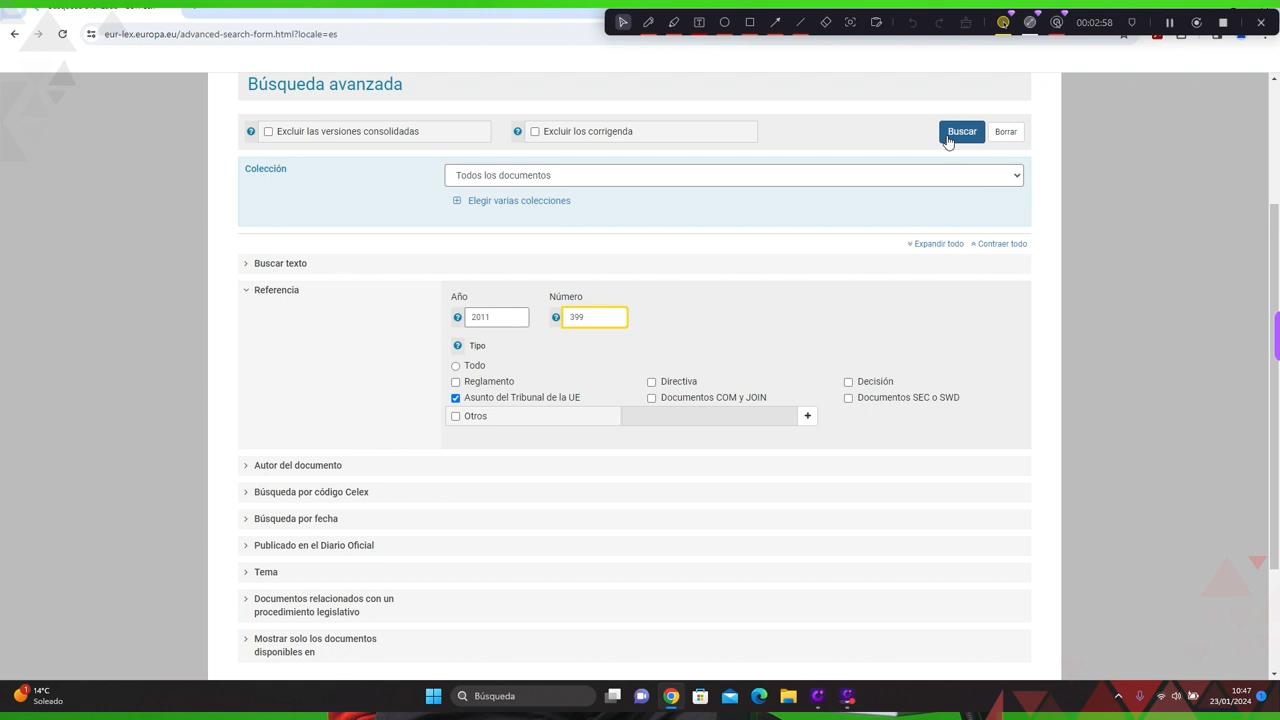 00:02:58
eur-lex.europa.eu/advanced-search-form.html?locale=es
Búsqueda avanzada
Excluir las versiones consolidadas
Excluir los corrigenda
Buscar
Borrar
Colección
Todos los documentos
Elegir varias colecciones
Expandir todo
Contraer todo
Buscar texto
Referencia
Año
Número
2011
399
Tipo
Todo
Reglamento
Directiva
Decisión
Asunto del Tribunal de la UE
Documentos COM y JOIN
Documentos SEC o SWD
Otros
Autor del documento
Búsqueda por código Celex
Búsqueda por fecha
Publicado en el Diario Oficial
Tema
Documentos relacionados con un
procedimiento legislativo
Mostrar solo los documentos
disponibles en
1
14°C
Soleado
Búsqueda
10:47
23/01/2024